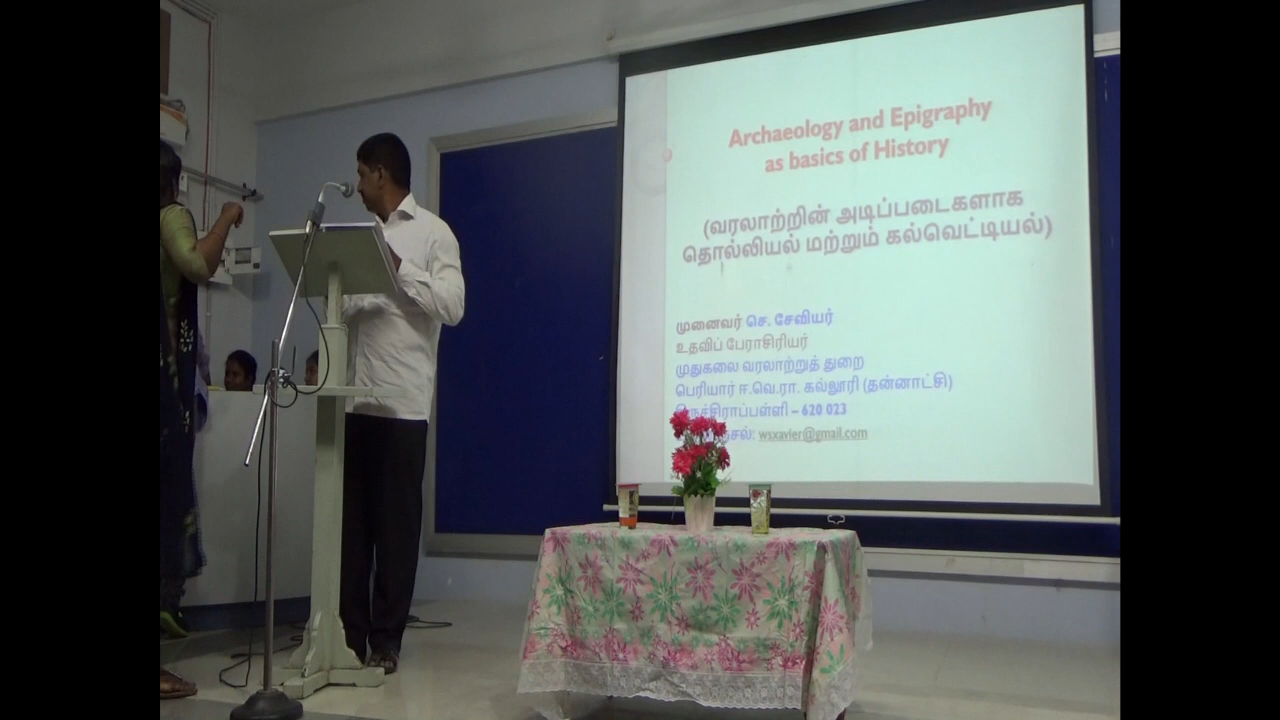 Archaeology and Epigraphy
as basics of History
(வரலாற்றின் அடிப்படைகளாக
தொல்லியல் மற்றும் கல்வெட்டியல்)
முனைவர் செ. சேவியர்
உதவிப் பேராசிரியர்
முதுகலை வரலாற்றுத் துறை
பெரியார் ஈ.வெ.ரா. கல்லூரி (தன்னாட்சி)
திருச்சிராப்பள்ளி – 620 023
wsxavier@gmail.com